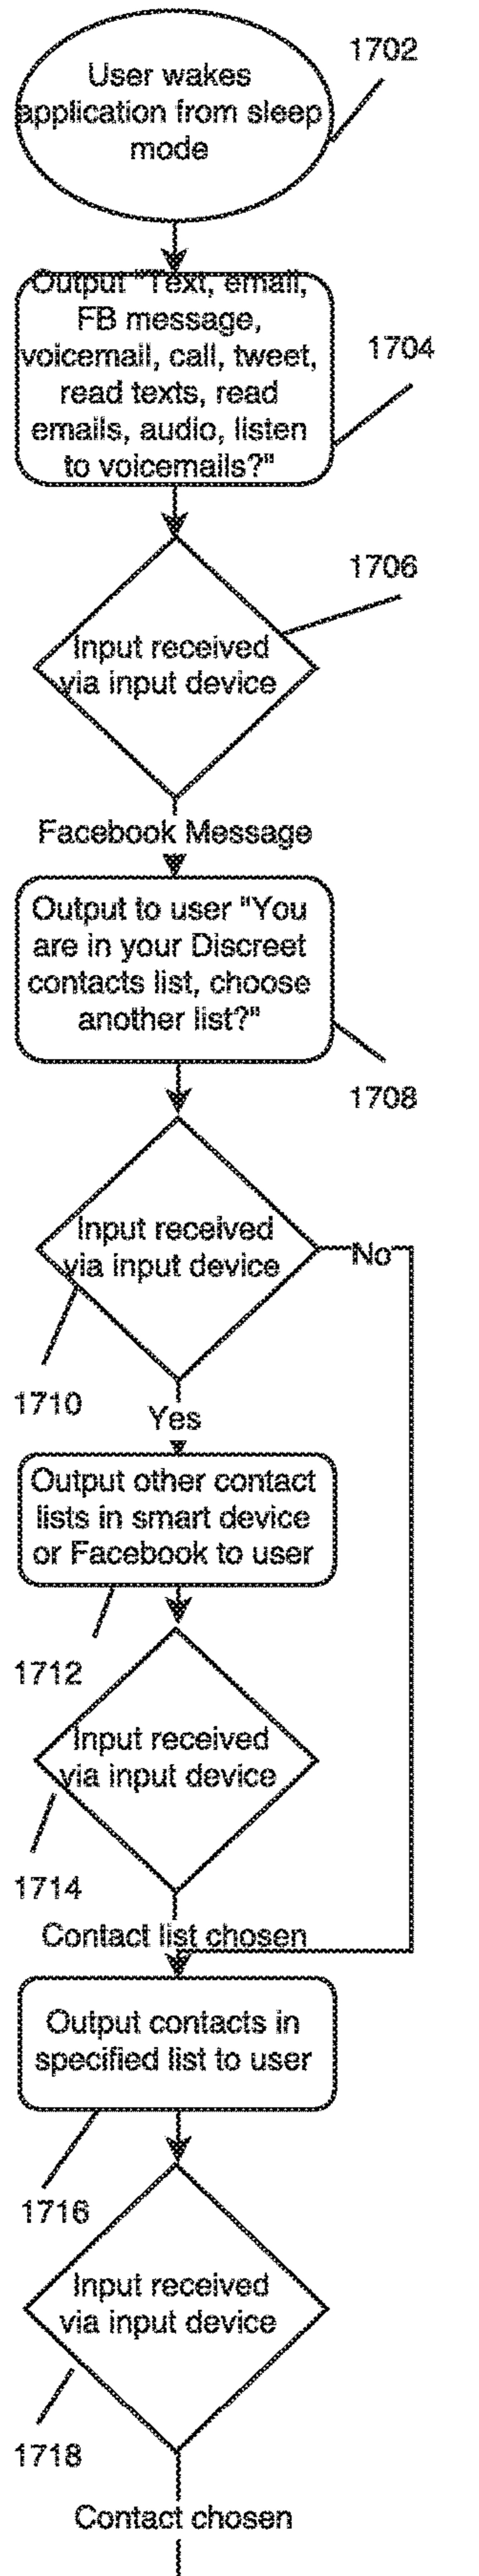 1702
User wakes
application from sleep
mode
Output "Text, email,
FB message,
voicemail, call, tweet,
read texts, read
emails, audio, listen
to voicemails?"
1704
1706
Input received
via input device
Facebook Message
Output to user "You
are in your Discreet
contacts list, choose
another list?"
1708
Input received
via input device
No
1710
Yes
Output other contact
lists in smart device
or Facebook to user
1712
Input received
via input device
1714
Contact list chosen
Output contacts in
specified list to user
1716
Input received
via input device
1718
Contact chosen